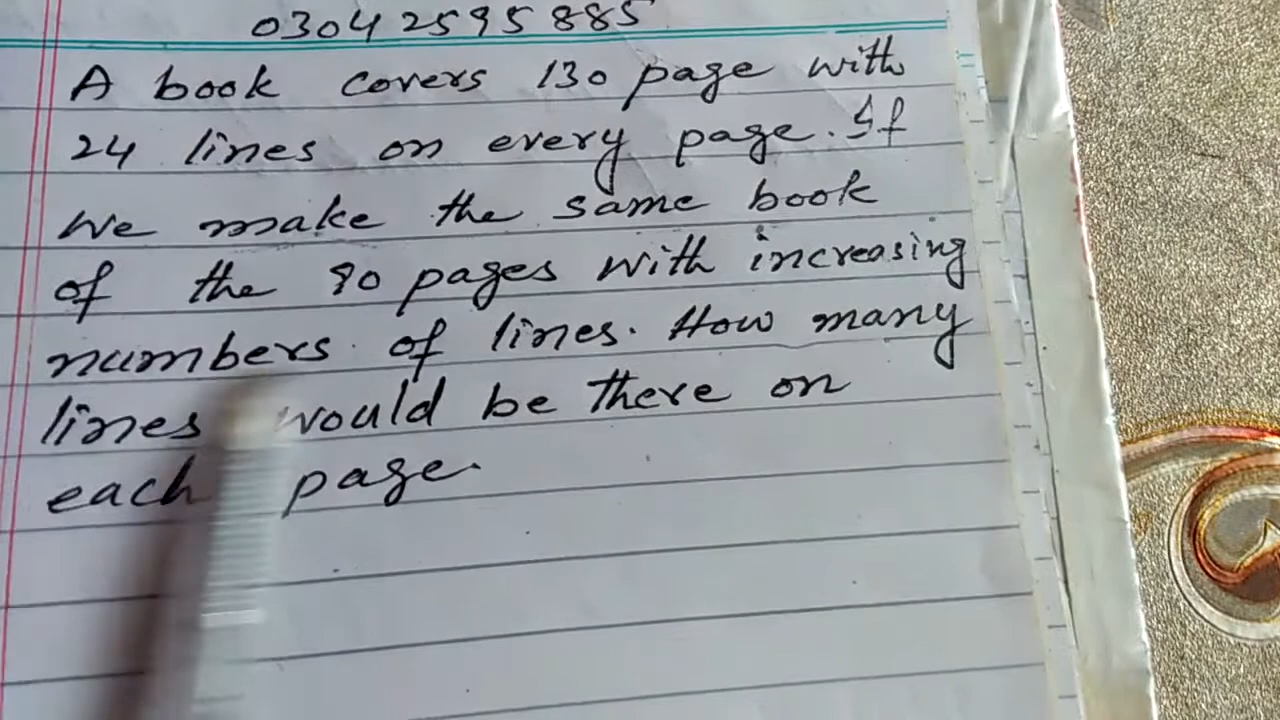 03042595885
A book covers 130 page with
24 lines on every page. If
we make the same book
of the 90 pages with increasing
numbers of lines. How many
lines would be there on
each page.